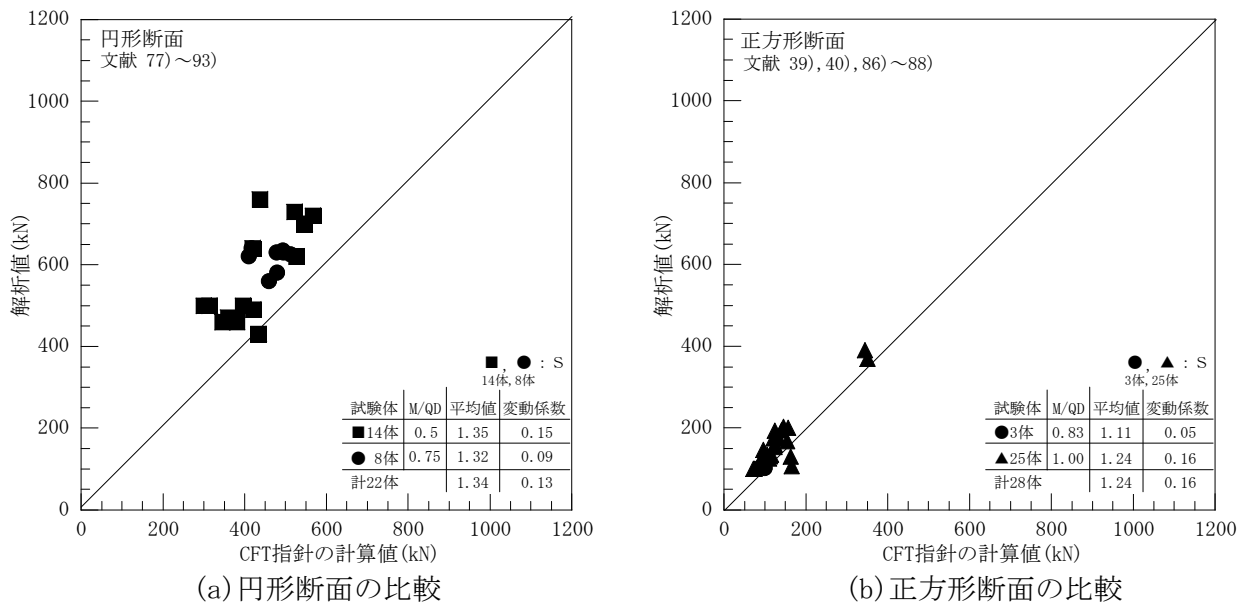 円形断面
文献 77)～93)
1200
1000
800
600
400
200
0
解析値(kN)
■, ● : S
14体,8体
試験体 M/QD 平均値 変動係数
■14体 0.5 1.35 0.15
● 8体 0.75 1.32 0.09
計22体 1.34 0.13
0 200 400 600 800 1000 1200
CFT指針の計算値(kN)
(a)円形断面の比較
正方形断面
文献 39),40),86)～88)
1200
1000
800
600
400
200
0
解析値(kN)
●, ▲ : S
3体,25体
試験体 M/QD 平均値 変動係数
●3体 0.83 1.11 0.05
▲25体 1.00 1.24 0.16
計28体 1.24 0.16
0 200 400 600 800 1000 1200
CFT指針の計算値(kN)
(b)正方形断面の比較